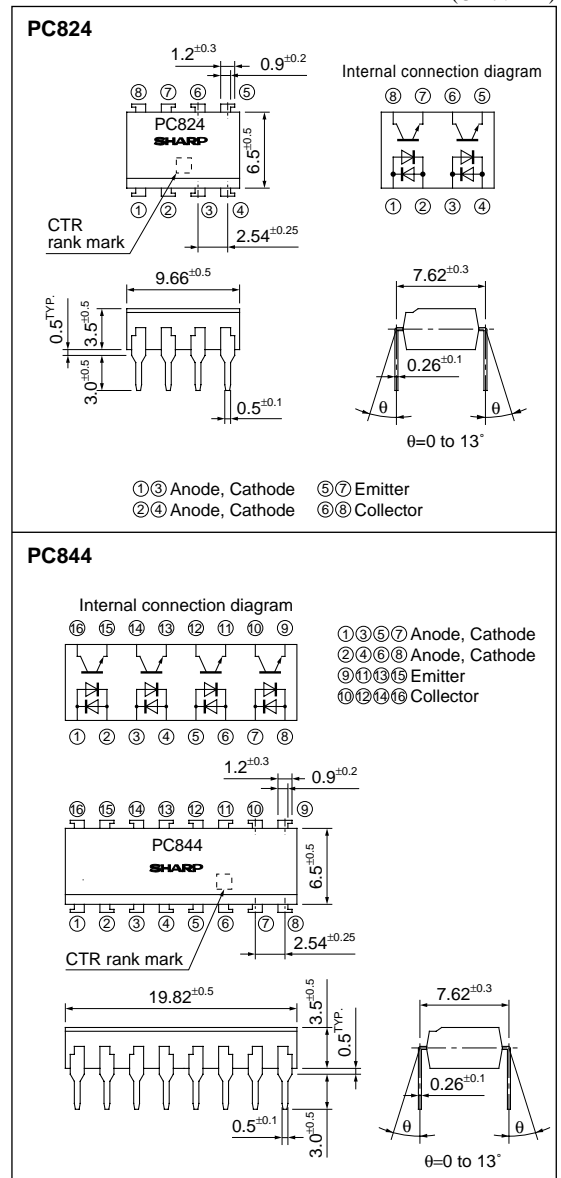 PC824
1.2±0.3
0.9±0.2
Internal connection diagram
⑧ ⑦ ⑥ ⑤
⑧ ⑦ ⑥ ⑤
PC824
SHARP
6.5±0.5
① ② ③ ④
① ② ③ ④
CTR
rank mark
2.54±0.25
9.66±0.5
7.62±0.3
0.5TYP.
3.5±0.5
3.0±0.5
0.5±0.1
0.26±0.1
θ θ
θ=0 to 13˚
①③ Anode, Cathode ⑤⑦ Emitter
②④ Anode, Cathode ⑥⑧ Collector
PC844
Internal connection diagram
⑯ ⑮ ⑭ ⑬ ⑫ ⑪ ⑩ ⑨
①③⑤⑦ Anode, Cathode
②④⑥⑧ Anode, Cathode
⑨⑪⑬⑮ Emitter
⑩⑫⑭⑯ Collector
① ② ③ ④ ⑤ ⑥ ⑦ ⑧
1.2±0.3
0.9±0.2
⑯ ⑮ ⑭ ⑬ ⑫ ⑪ ⑩ ⑨
PC844
SHARP
6.5±0.5
① ② ③ ④ ⑤ ⑥ ⑦ ⑧
2.54±0.25
CTR rank mark
19.82±0.5
3.5±0.5
0.5TYP.
7.62±0.3
0.5±0.1
3.0±0.5
0.26±0.1
θ θ
θ=0 to 13˚